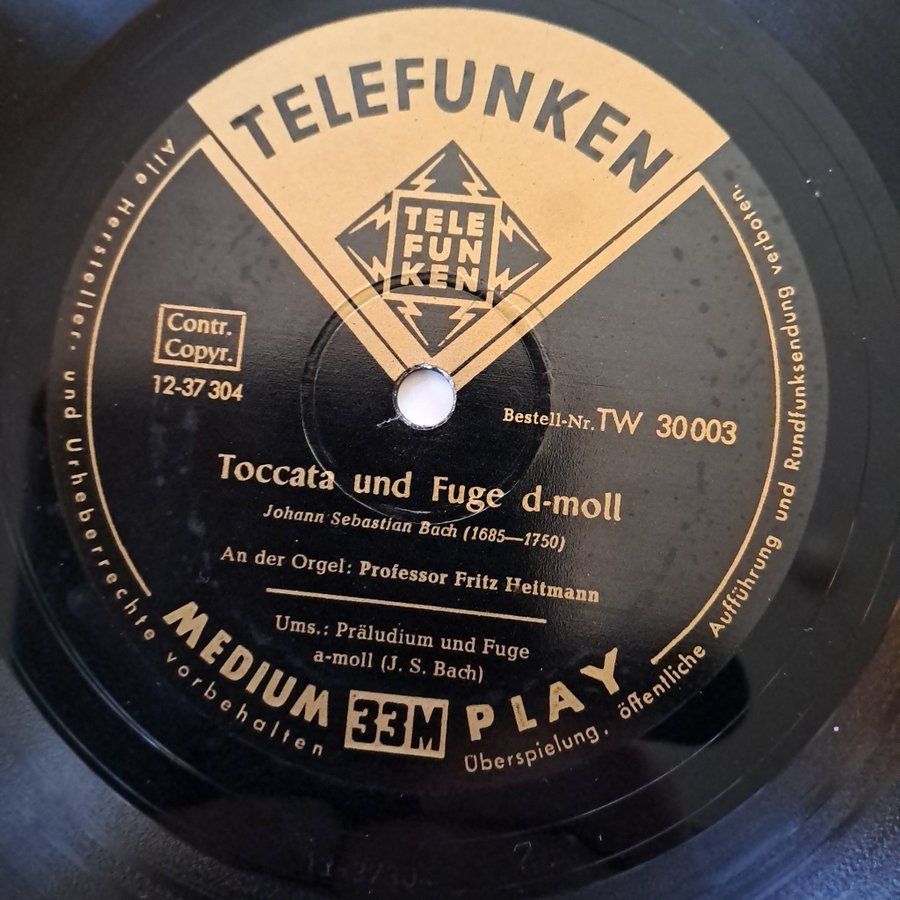 TELEFUNKEN
TELE
FUN
KEN
Contr.
Copyr.
12-37 304
Bestell-Nr. TW 30003
Toccata und Fuge d-moll
Johann Sebastian Bach (1685—1750)
An der Orgel: Professor Fritz Heitmann
Ums.: Präludium und Fuge
a-moll (J. S. Bach)
MEDIUM 33M PLAY
Alle Hersteller- und Urheberrechte vorbehalten
Überspielung, öffentliche Aufführung und Rundfunksendung verboten.